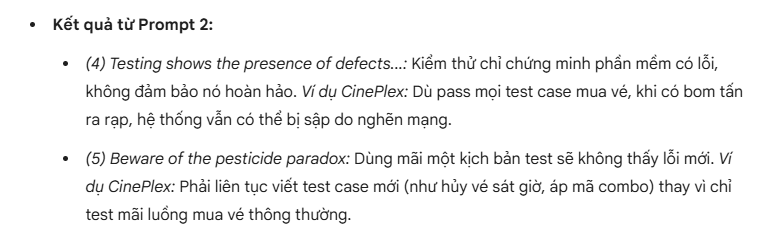 • Kết quả từ Prompt 2:
• (4) Testing shows the presence of defects...: Kiểm thử chỉ chứng minh phần mềm có lỗi,
không đảm bảo nó hoàn hảo. Ví dụ CinePlex: Dù pass mọi test case mua vé, khi có bom tấn
ra rạp, hệ thống vẫn có thể bị sập do nghẽn mạng.
• (5) Beware of the pesticide paradox: Dùng mãi một kịch bản test sẽ không thấy lỗi mới. Ví
dụ CinePlex: Phải liên tục viết test case mới (như hủy vé sát giờ, áp mã combo) thay vì chỉ
test mãi luồng mua vé thông thường.